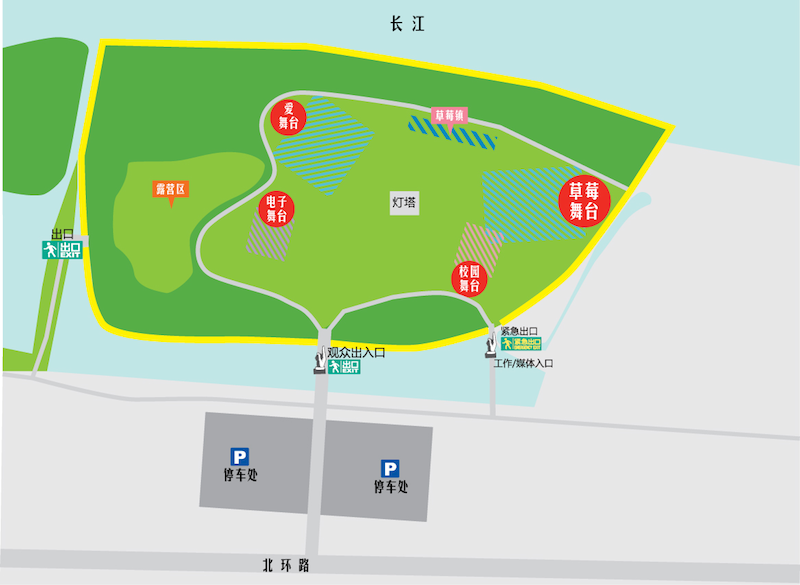 长江
爱
舞台
草莓镇
露营区
电子
舞台
灯塔
草莓
舞台
出口
出口
EXIT
校园
舞台
紧急出口
紧急出口
EMERGENCY EXIT
观众出入口
出口
EXIT
工作/媒体入口
P
停车处
P
停车处
北环路